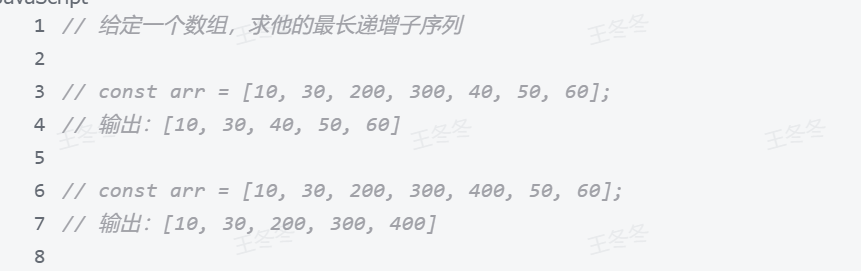 JavaScript
1 // 给定一个数组, 求他的最长递增子序列
2
3 // const arr = [10, 30, 200, 300, 40, 50, 60];
4 // 输出: [10, 30, 40, 50, 60]
5
6 // const arr = [10, 30, 200, 300, 400, 50, 60];
7 // 输出: [10, 30, 200, 300, 400]
8
王冬冬
王冬冬
王冬冬
王冬冬
王冬冬
王冬冬
王冬冬